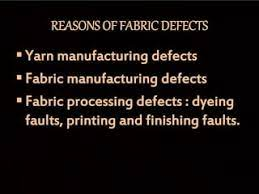 REASONS OF FABRIC DEFECTS
▪ Yarn manufacturing defects
▪ Fabric manufacturing defects
▪ Fabric processing defects : dyeing
faults, printing and finishing faults.